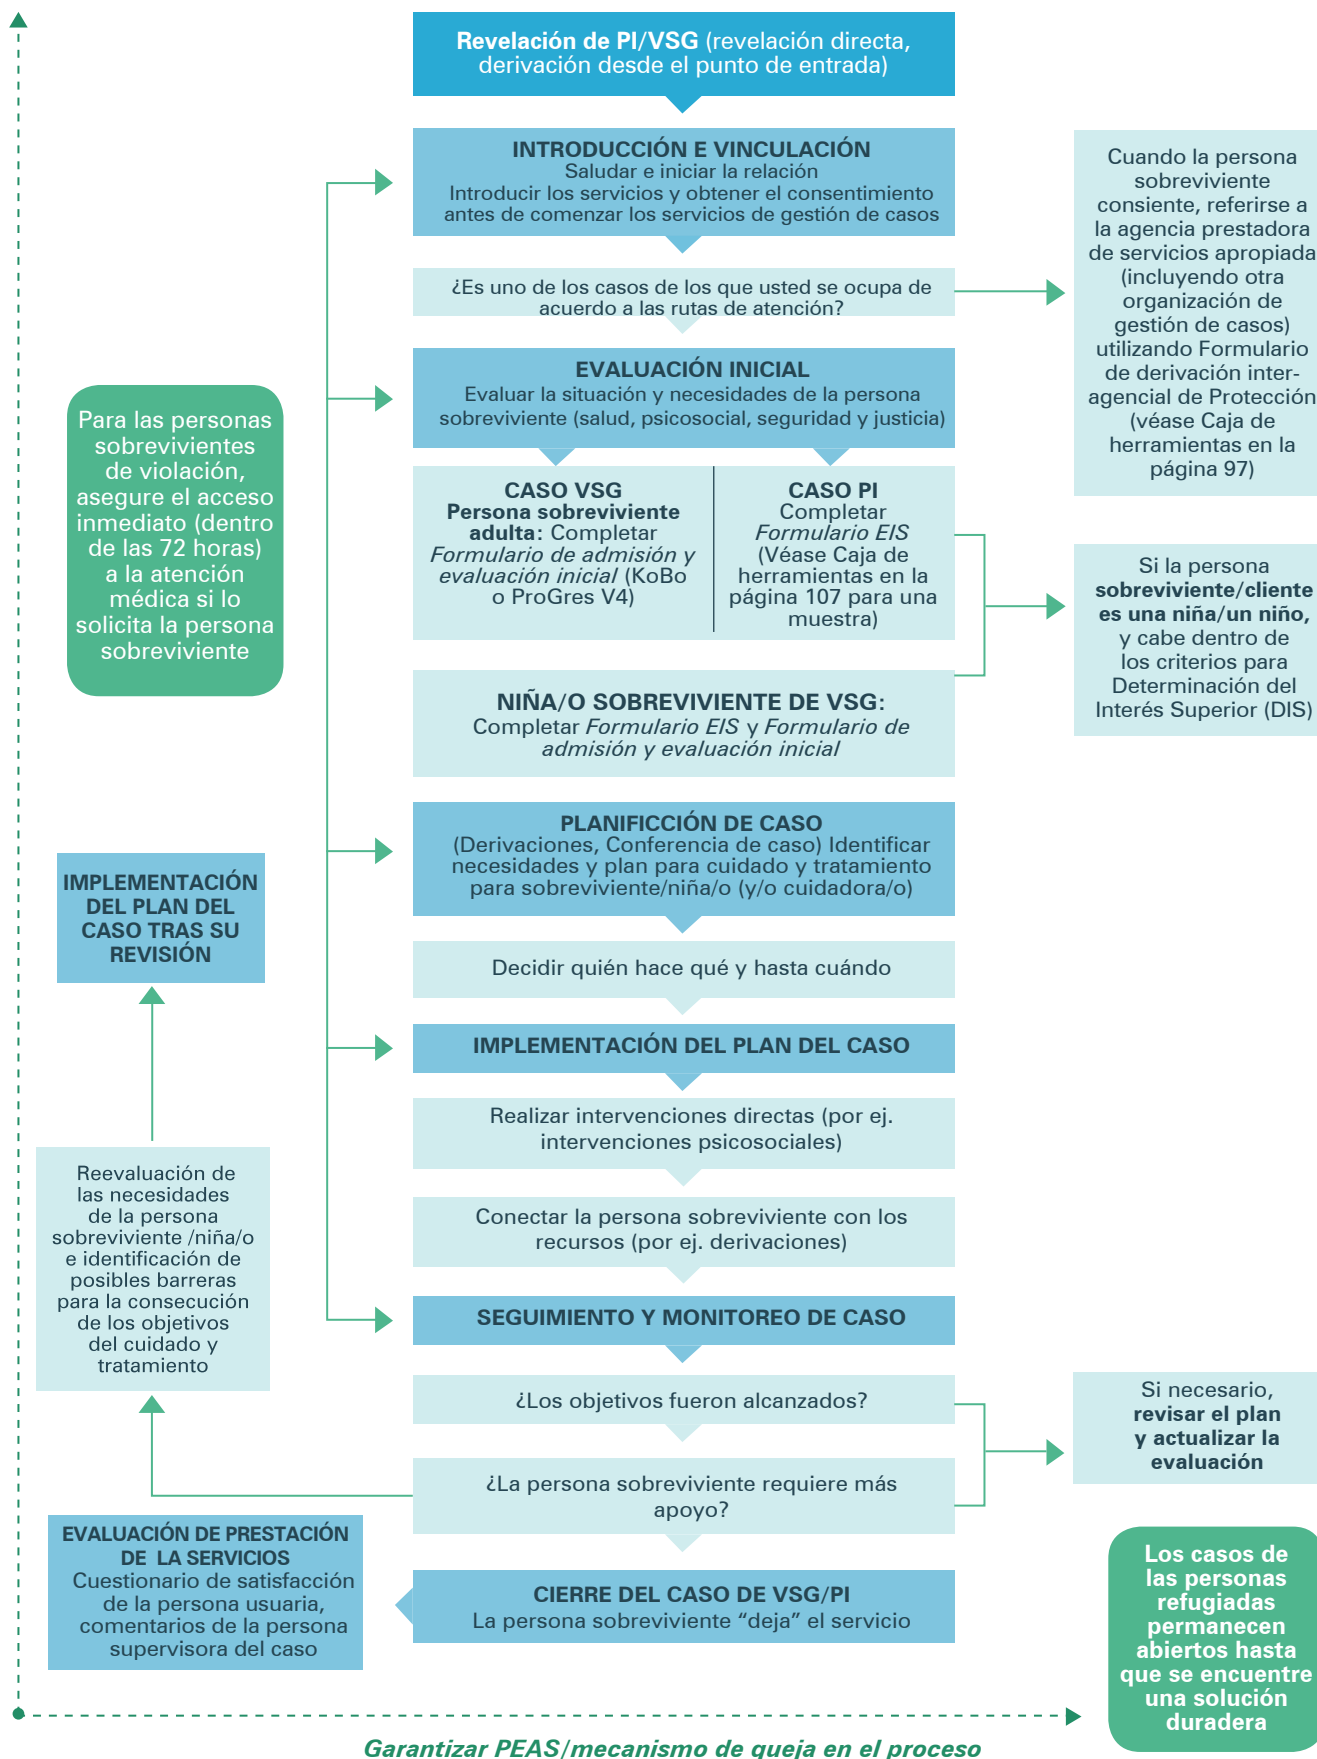 Revelación de PI/VSG (revelación directa,
derivación desde el punto de entrada)
INTRODUCCIÓN E VINCULACIÓN
Saludar e iniciar la relación
Introducir los servicios y obtener el consentimiento
antes de comenzar los servicios de gestión de casos
¿Es uno de los casos de los que usted se ocupa de
acuerdo a las rutas de atención?
Cuando la persona
sobreviviente
consiente, referirse a
la agencia prestadora
de servicios apropiada
(incluyendo otra
organización de
gestión de casos)
utilizando Formulario
de derivación inter-
agencial de Protección
(véase Caja de
herramientas en la
página 97)
EVALUACIÓN INICIAL
Evaluar la situación y necesidades de la persona
sobreviviente (salud, psicosocial, seguridad y justicia)
Para las personas
sobrevivientes
de violación,
asegure el acceso
inmediato (dentro
de las 72 horas)
a la atención
médica si lo
solicita la persona
sobreviviente
CASO VSG
Persona sobreviviente
adulta: Completar
Formulario de admisión y
evaluación inicial (KoBo
o ProGres V4)
CASO PI
Completar
Formulario EIS
(Véase Caja de
herramientas en la
página 107 para una
muestra)
Si la persona
sobreviviente/cliente
es una niña/un niño,
y cabe dentro de
los criterios para
Determinación del
Interés Superior (DIS)
NIÑA/O SOBREVIVIENTE DE VSG:
Completar Formulario EIS y Formulario de
admisión y evaluación inicial
PLANIFICCIÓN DE CASO
(Derivaciones, Conferencia de caso) Identificar
necesidades y plan para cuidado y tratamiento
para sobreviviente/niña/o (y/o cuidadora/o)
IMPLEMENTACIÓN
DEL PLAN DEL
CASO TRAS SU
REVISIÓN
Decidir quién hace qué y hasta cuándo
IMPLEMENTACIÓN DEL PLAN DEL CASO
Realizar intervenciones directas (por ej.
intervenciones psicosociales)
Reevaluación de
las necesidades
de la persona
sobreviviente /niña/o
e identificación de
posibles barreras
para la consecución
de los objetivos
del cuidado y
tratamiento
Conectar la persona sobreviviente con los
recursos (por ej. derivaciones)
SEGUIMIENTO Y MONITOREO DE CASO
¿Los objetivos fueron alcanzados?
Si necesario,
revisar el plan
y actualizar la
evaluación
¿La persona sobreviviente requiere más
apoyo?
EVALUACIÓN DE PRESTACIÓN
DE LA SERVICIOS
Cuestionario de satisfacción
de la persona usuaria,
comentarios de la persona
supervisora del caso
CIERRE DEL CASO DE VSG/PI
La persona sobreviviente “deja” el servicio
Los casos de
las personas
refugiadas
permanecen
abiertos hasta
que se encuentre
una solución
duradera
Garantizar PEAS/mecanismo de queja en el proceso